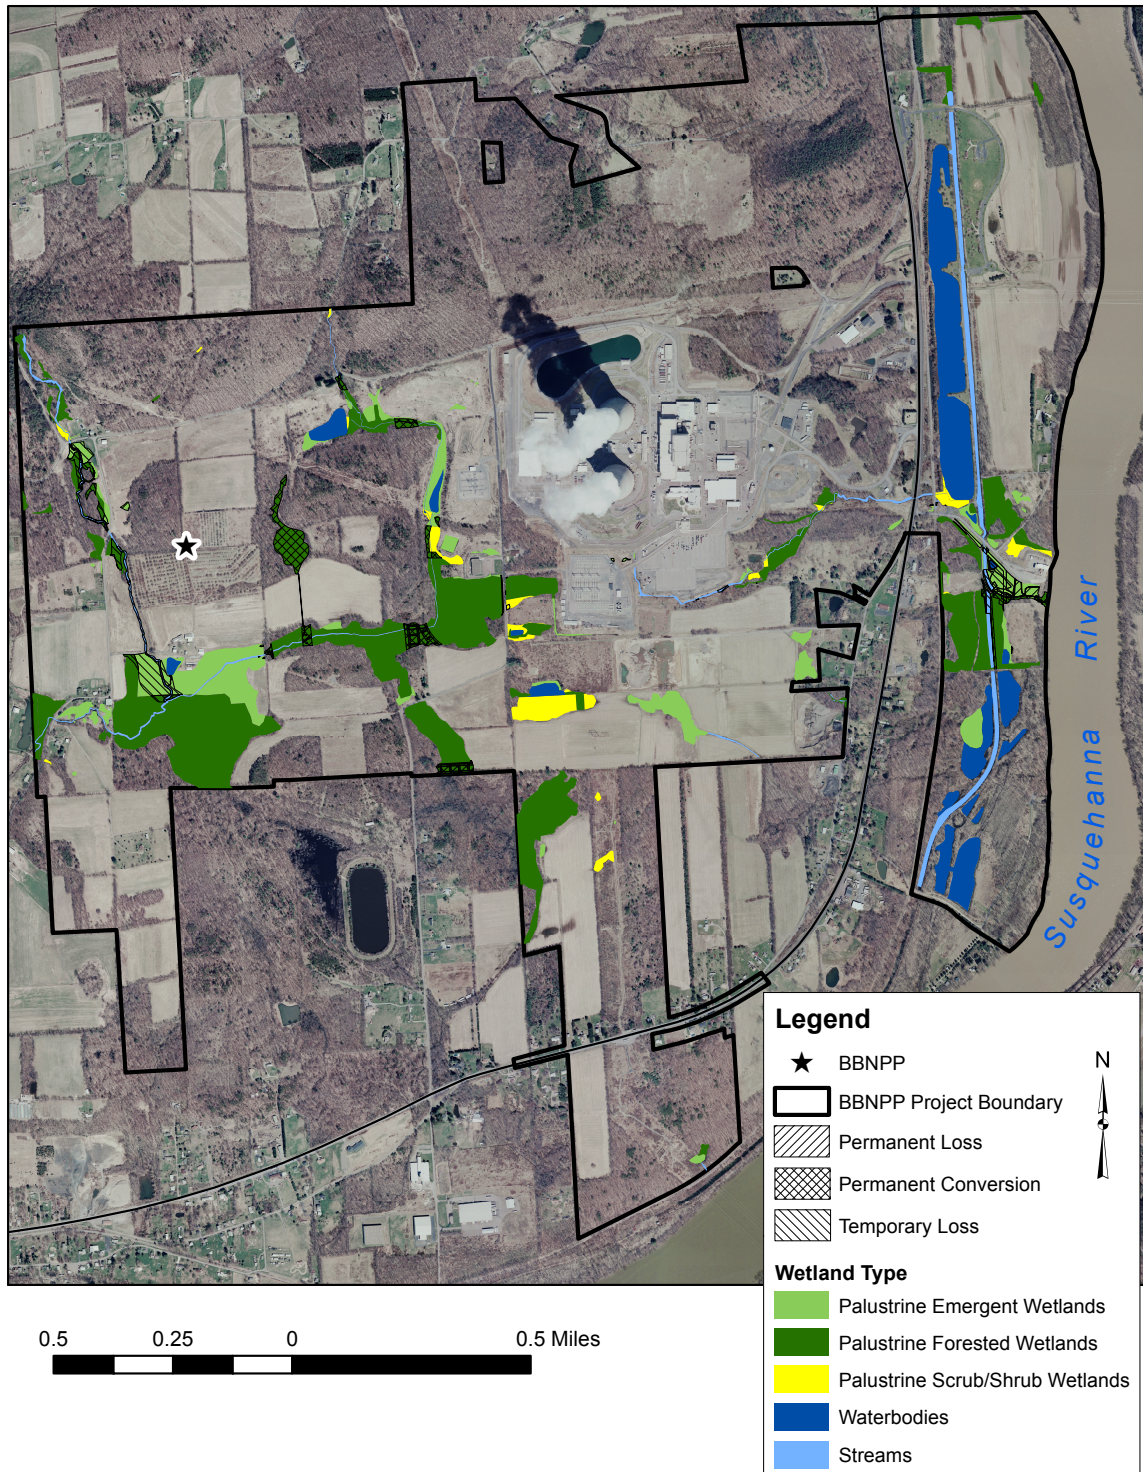 Susquehanna River
Legend
BBNPP
N
BBNPP Project Boundary
Permanent Loss
Permanent Conversion
Temporary Loss
Wetland Type
Palustrine Emergent Wetlands
Palustrine Forested Wetlands
Palustrine Scrub/Shrub Wetlands
Waterbodies
Streams
0.5 0.25 0 0.5 Miles